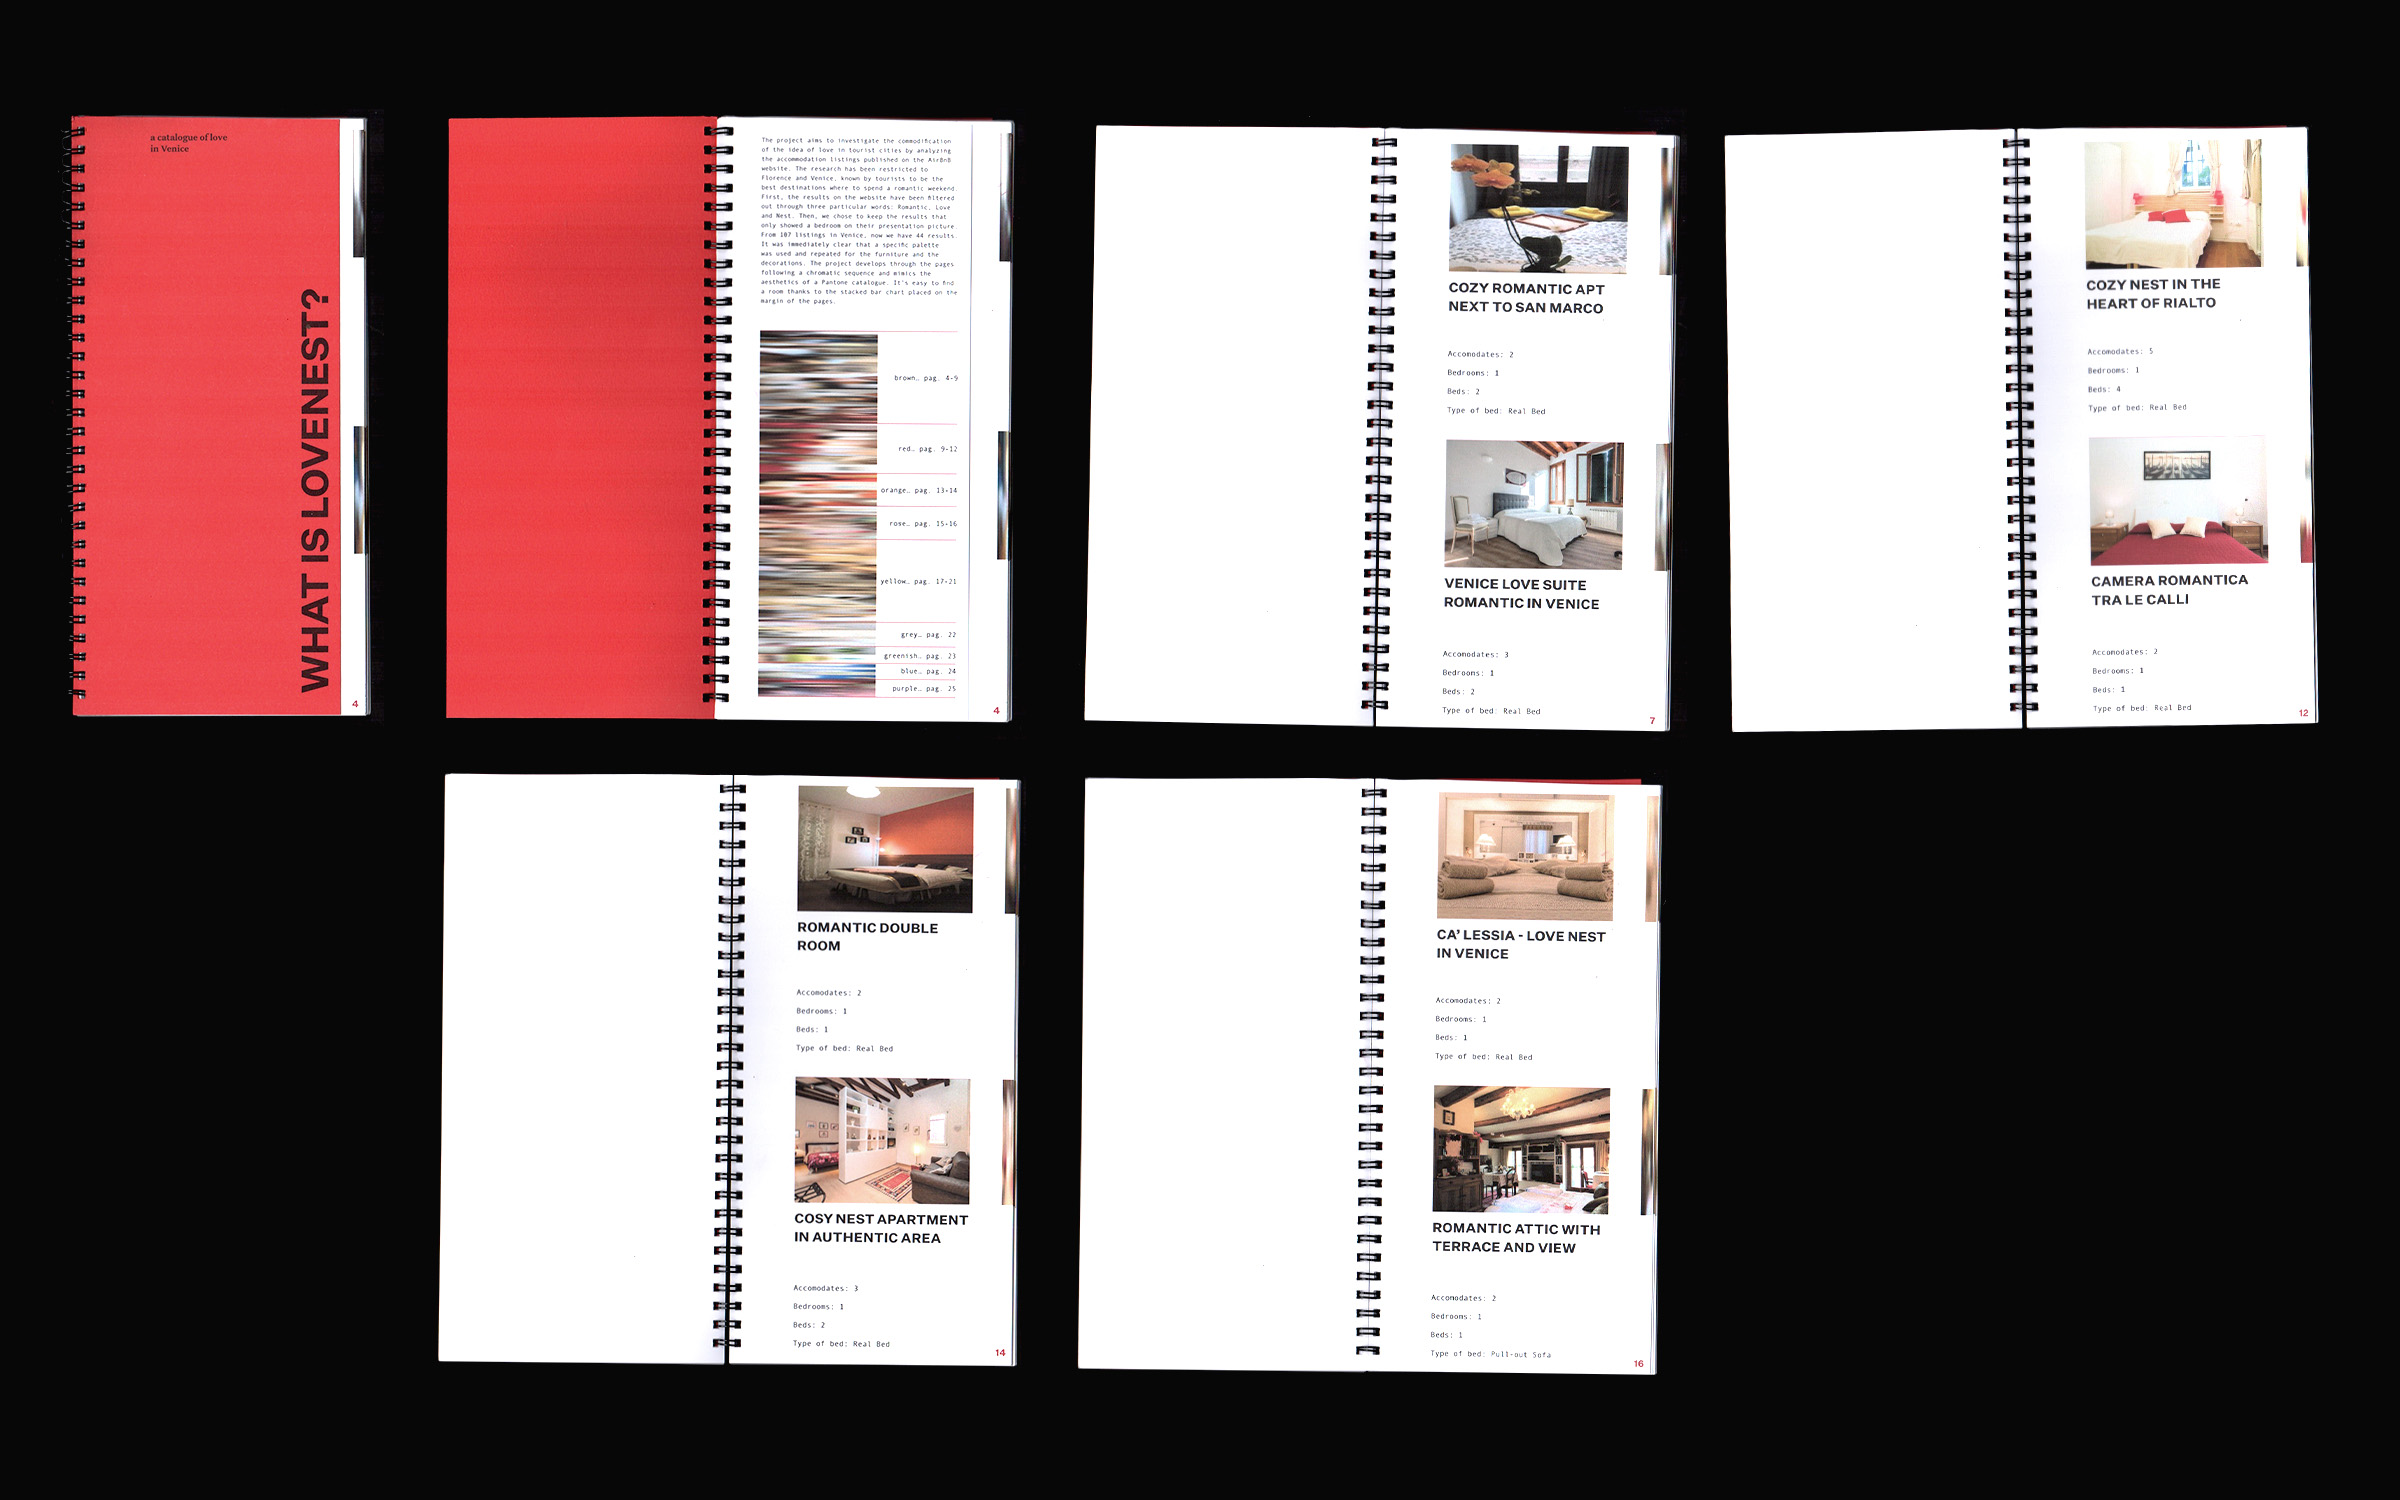 a catalogue of love
in Venice
WHAT IS LOVENEST?
4
The project aims to investigate the commodification
of the idea of love in tourist cities by analyzing
the accommodation listings published on the AirBnB
website. The research has been restricted to
Florence and Venice, known by tourists to be the
best destinations where to spend a romantic weekend.
First, the results on the website have been filtered
out through three particular words: Romantic, Love
and Nest. Then, we chose to keep the results that
only showed a bedroom on their presentation picture.
From 107 listings in Venice, now we have 44 results.
It was immediately clear that a specific palette
was used and repeated for the furniture and the
decorations. The project develops through the pages
following a chromatic sequence and mimics the
aesthetics of a Pantone catalogue. It's easy to find
a room thanks to the stacked bar chart placed on the
margin of the pages.
brown… pag. 4-9
red… pag. 9-12
orange… pag. 13-14
rose… pag. 15-16
yellow… pag. 17-21
grey… pag. 22
greenish… pag. 23
blue… pag. 24
purple… pag. 25
4
COZY ROMANTIC APT
NEXT TO SAN MARCO
Accomodates: 2
Bedrooms: 1
Beds: 2
Type of bed: Real Bed
VENICE LOVE SUITE
ROMANTIC IN VENICE
Accomodates: 3
Bedrooms: 1
Beds: 2
Type of bed: Real Bed
7
COZY NEST IN THE
HEART OF RIALTO
Accomodates: 5
Bedrooms: 1
Beds: 4
Type of bed: Real Bed
CAMERA ROMANTICA
TRA LE CALLI
Accomodates: 2
Bedrooms: 1
Beds: 1
Type of bed: Real Bed
12
ROMANTIC DOUBLE
ROOM
Accomodates: 2
Bedrooms: 1
Beds: 1
Type of bed: Real Bed
COSY NEST APARTMENT
IN AUTHENTIC AREA
Accomodates: 3
Bedrooms: 1
Beds: 2
Type of bed: Real Bed
14
CA' LESSIA - LOVE NEST
IN VENICE
Accomodates: 2
Bedrooms: 1
Beds: 1
Type of bed: Real Bed
ROMANTIC ATTIC WITH
TERRACE AND VIEW
Accomodates: 2
Bedrooms: 1
Beds: 1
Type of bed: Pull-out Sofa
16